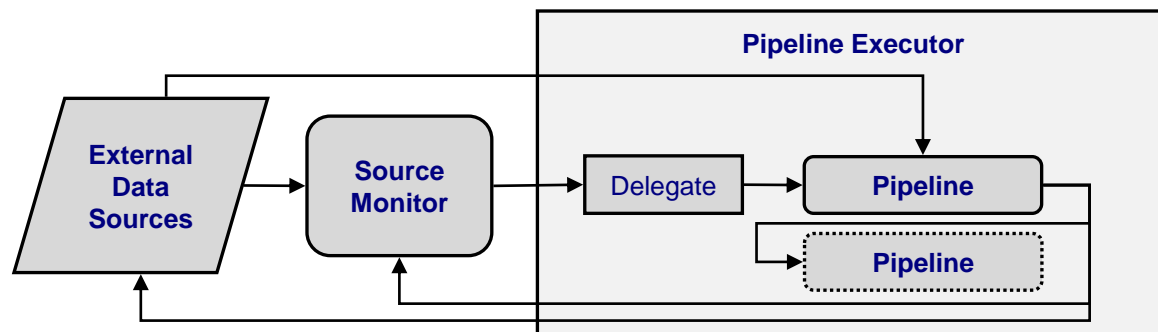 Pipeline Executor
External
Data
Sources
Source
Monitor
Delegate
Pipeline
Pipeline